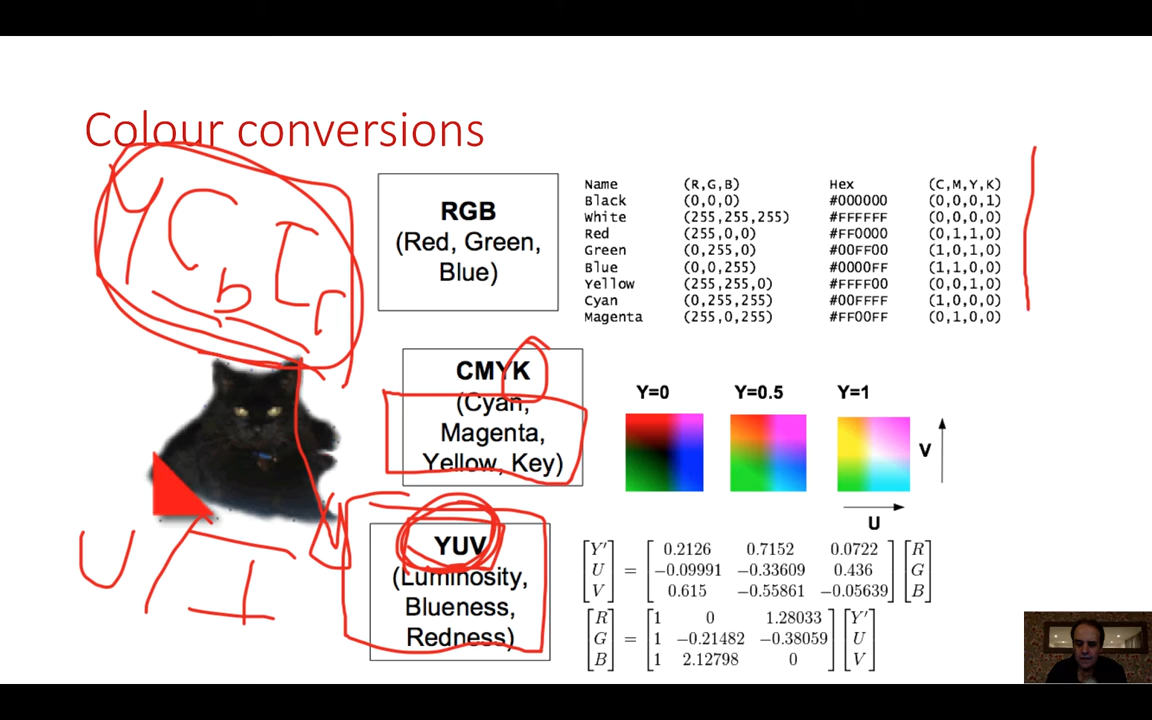 Colour conversions
YCbCr
RGB
(Red, Green,
Blue)
Name (R,G,B) Hex (C,M,Y,K)
Black (0,0,0) #000000 (0,0,0,1)
White (255,255,255) #FFFFFF (0,0,0,0)
Red (255,0,0) #FF0000 (0,1,1,0)
Green (0,255,0) #00FF00 (1,0,1,0)
Blue (0,0,255) #0000FF (1,1,0,0)
Yellow (255,255,0) #FFFF00 (0,0,1,0)
Cyan (0,255,255) #00FFFF (1,0,0,0)
Magenta (255,0,255) #FF00FF (0,1,0,0)
CMYK
(Cyan,
Magenta,
Yellow, Key)
Y=0 Y=0.5 Y=1
V
U
YUV
(Luminosity,
Blueness,
Redness)
U
Y' 0.2126 0.7152 0.0722 R
U = −0.09991 −0.33609 0.436 G
V 0.615 −0.55861 −0.05639 B
R 1 0 1.28033 Y'
G = 1 −0.21482 −0.38059 U
B 1 2.12798 0 V